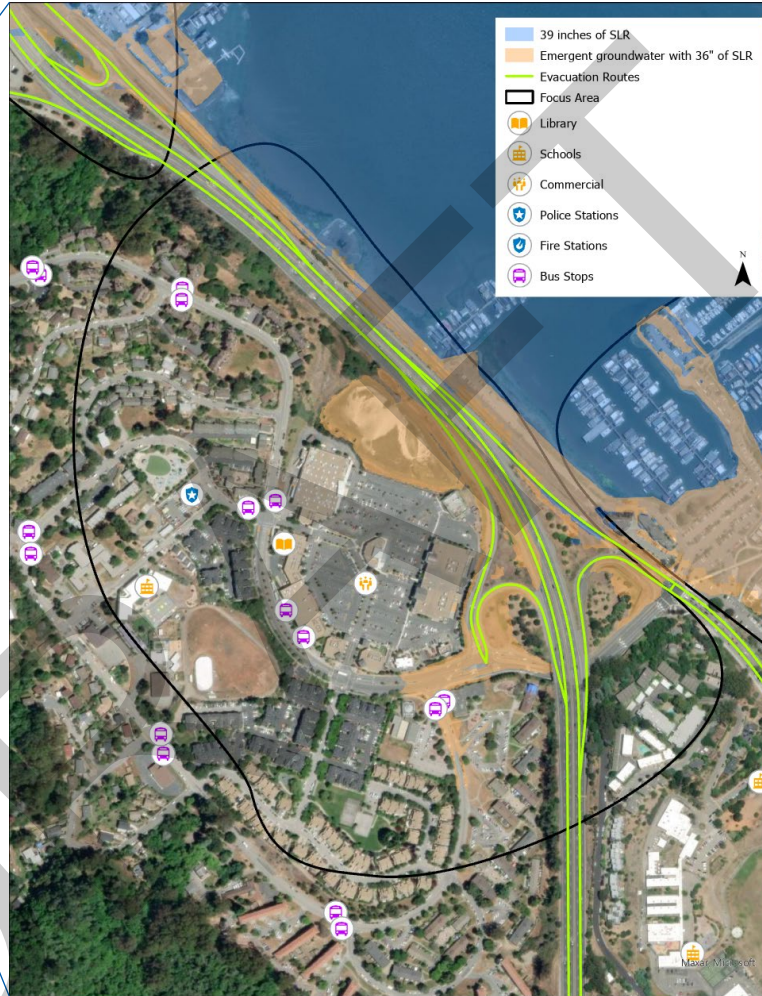 39 inches of SLR
Emergent groundwater with 36" of SLR
Evacuation Routes
Focus Area
Library
Schools
Commercial
Police Stations
Fire Stations
Bus Stops
N
Maxar, Microsoft